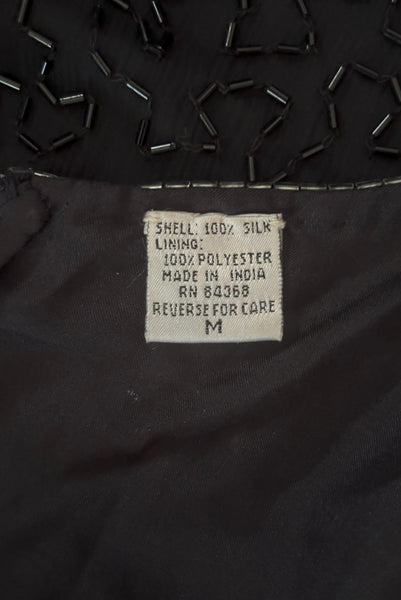 SHELL: 100% SILK
LINING:
100% POLYESTER
MADE IN INDIA
RN 84368
REVERSE FOR CARE
M